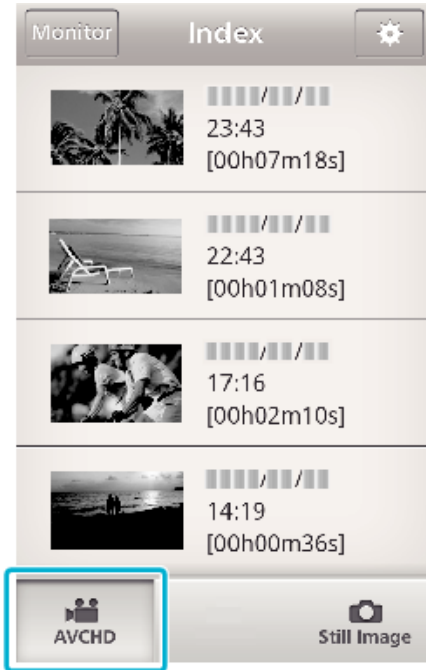 Monitor Index
23:43
[00h07m18s]
22:43
[00h01m08s]
17:16
[00h02m10s]
14:19
[00h00m36s]
AVCHD Still Image